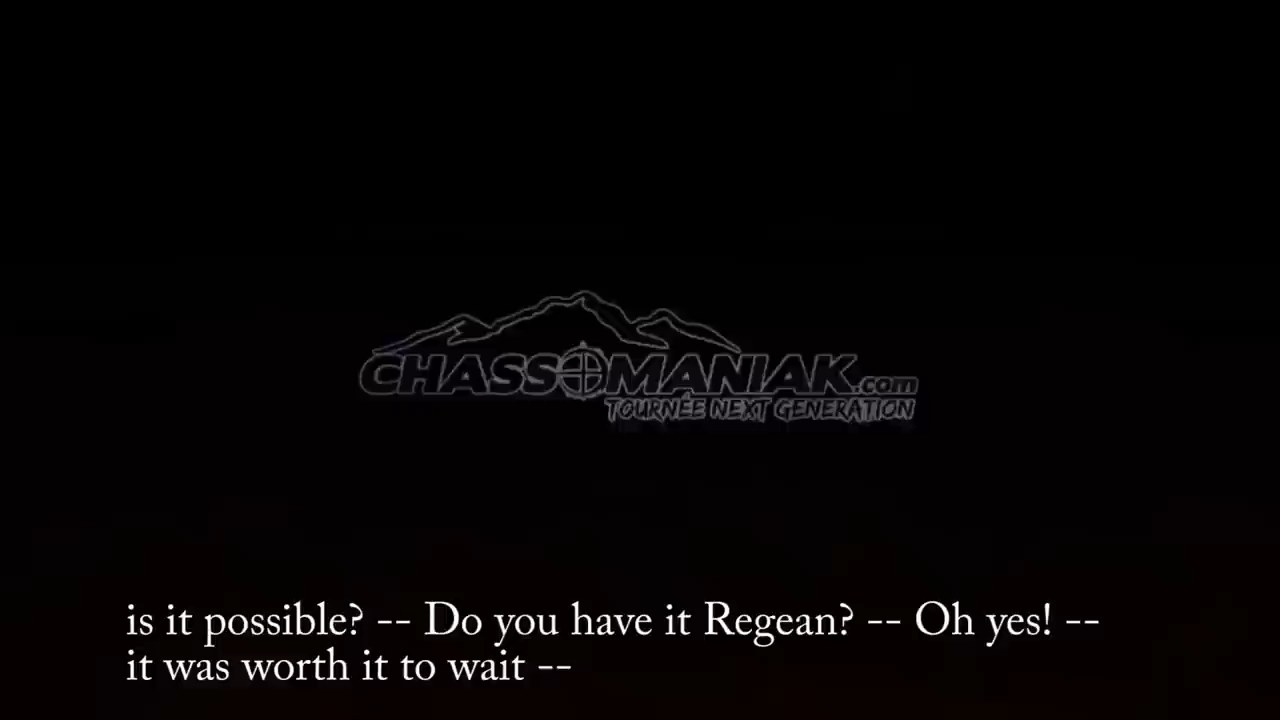 CHASSOMANIAK.com
TOURNÉE NEXT GENERATION
is it possible? -- Do you have it Regean? -- Oh yes! --
it was worth it to wait --